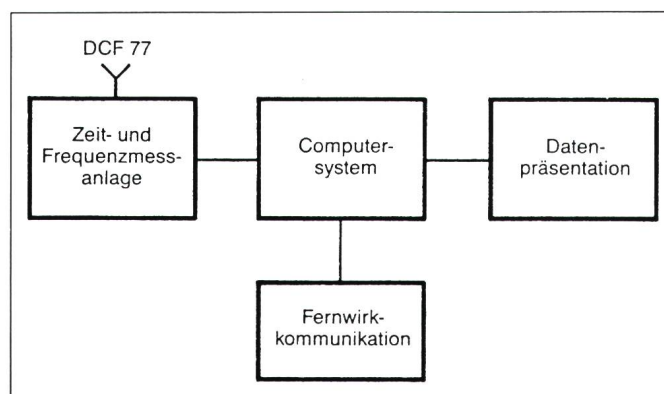 DCF 77
Zeit- und
Frequenzmess-
anlage
Computer-
system
Daten-
präsentation
Fernwirk-
kommunikation